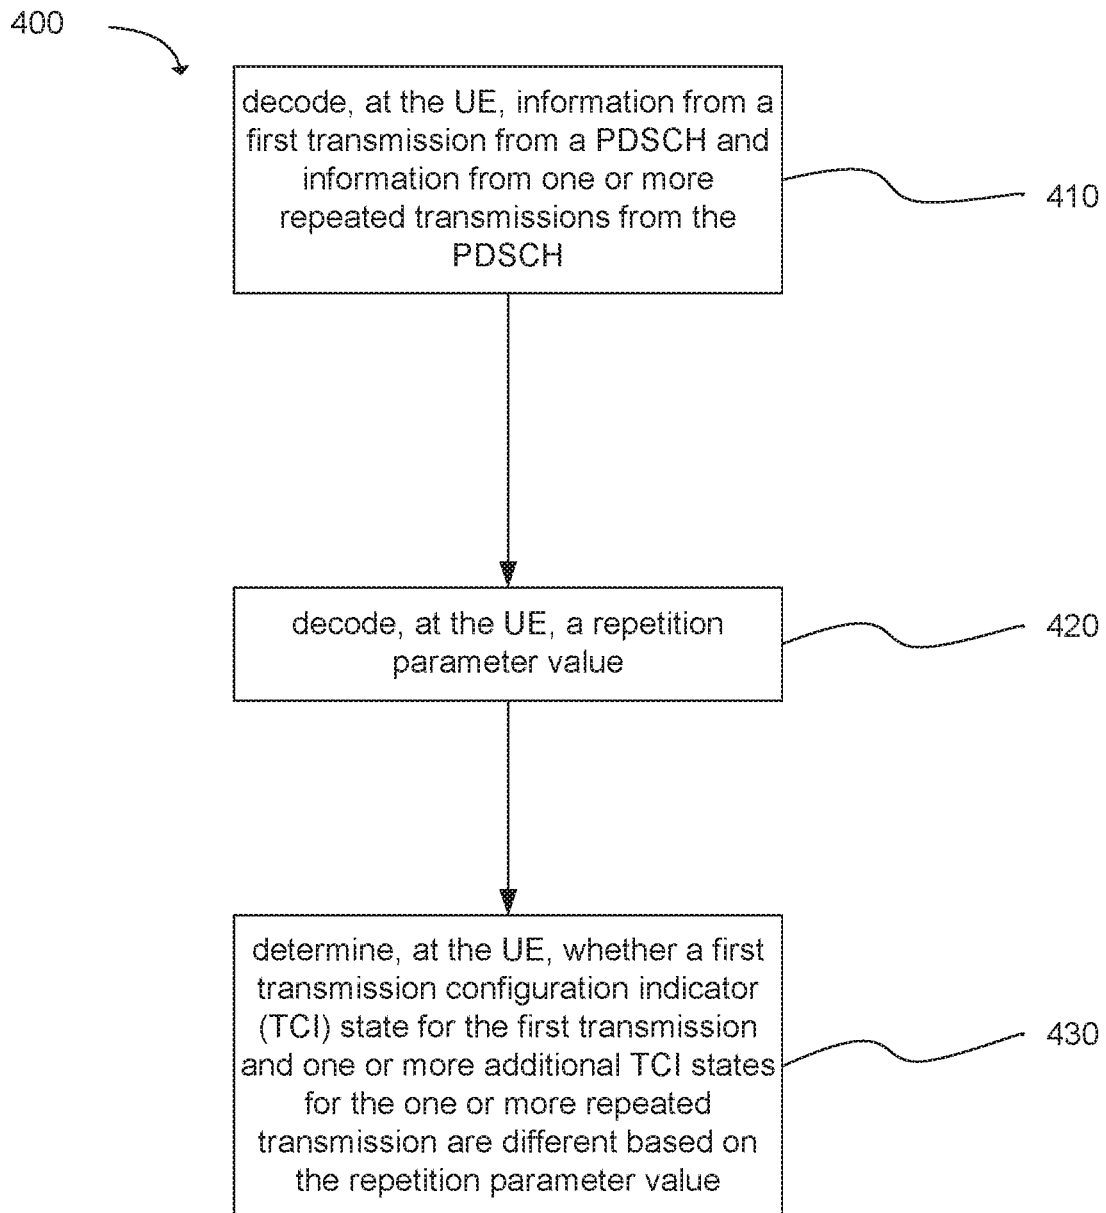 400
decode, at the UE, information from a
first transmission from a PDSCH and
information from one or more
repeated transmissions from the
PDSCH
410
decode, at the UE, a repetition
parameter value
420
determine, at the UE, whether a first
transmission configuration indicator
(TCI) state for the first transmission
and one or more additional TCI states
for the one or more repeated
transmission are different based on
the repetition parameter value
430